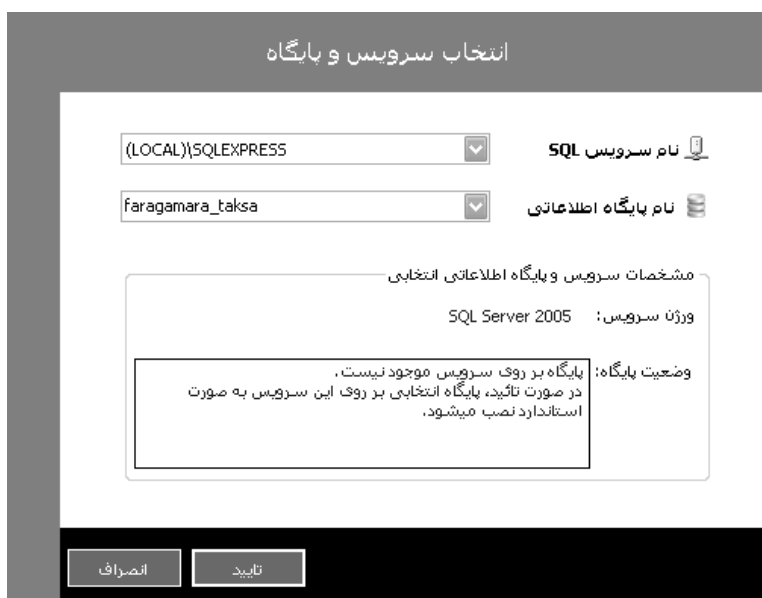 انتخاب سرویس و پایگاه
نام سرویس SQL
(LOCAL)\SQLEXPRESS
نام پایگاه اطلاعاتی
faragamara_taksa
مشخصات سرویس و پایگاه اطلاعاتی انتخابی
ورژن سرویس: SQL Server 2005
وضعیت پایگاه: پایگاه بر روی سرویس موجود نیست.
در صورت تائید، پایگاه انتخابی بر روی این سرویس به صورت
استاندارد نصب میشود.
تایید
انصراف